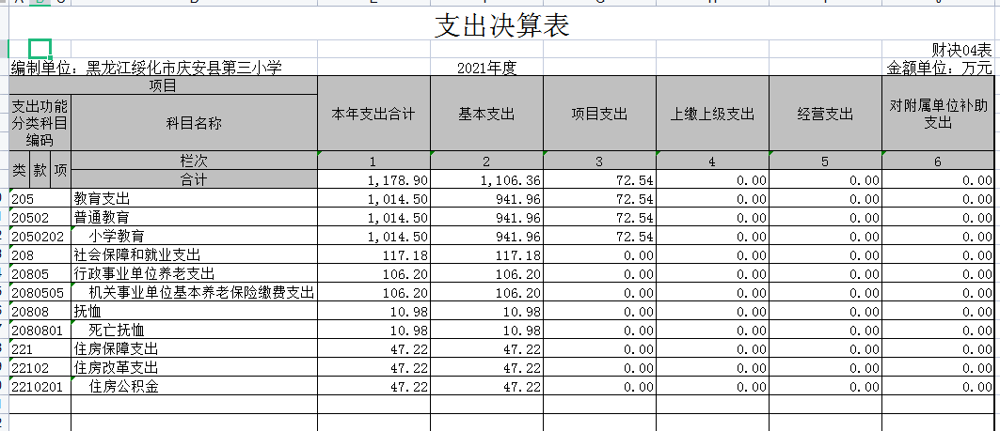 支出决算表
财决04表
编制单位：黑龙江绥化市庆安县第三小学 2021年度 金额单位：万元
项目 本年支出合计 基本支出 项目支出 上缴上级支出 经营支出 对附属单位补助支出
支出功能分类科目编码 科目名称
类 款 项 栏次 1 2 3 4 5 6
合计 1,178.90 1,106.36 72.54 0.00 0.00 0.00
205 教育支出 1,014.50 941.96 72.54 0.00 0.00 0.00
20502 普通教育 1,014.50 941.96 72.54 0.00 0.00 0.00
2050202 小学教育 1,014.50 941.96 72.54 0.00 0.00 0.00
208 社会保障和就业支出 117.18 117.18 0.00 0.00 0.00 0.00
20805 行政事业单位养老支出 106.20 106.20 0.00 0.00 0.00 0.00
2080505 机关事业单位基本养老保险缴费支出 106.20 106.20 0.00 0.00 0.00 0.00
20808 抚恤 10.98 10.98 0.00 0.00 0.00 0.00
2080801 死亡抚恤 10.98 10.98 0.00 0.00 0.00 0.00
221 住房保障支出 47.22 47.22 0.00 0.00 0.00 0.00
22102 住房改革支出 47.22 47.22 0.00 0.00 0.00 0.00
2210201 住房公积金 47.22 47.22 0.00 0.00 0.00 0.00